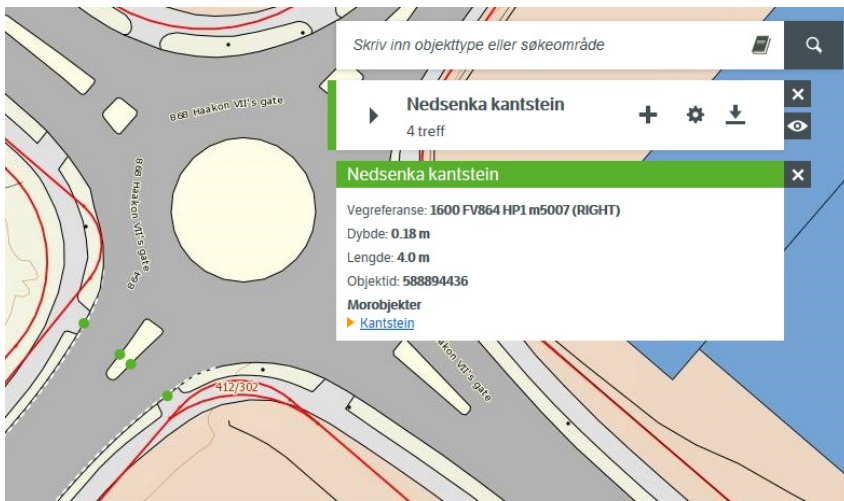 Skriv inn objekttype eller søkeområde
Nedsenka kantstein
4 treff
Nedsenka kantstein
Vegreferanse: 1600 FV864 HP1 m5007 (RIGHT)
Dybde: 0.18 m
Lengde: 4.0 m
Objektid: 588894436
Morobjekter
Kantstein
868 Haakon VII's gate
868 Haakon VII's gate
864
Haakon VII's gate
412/302